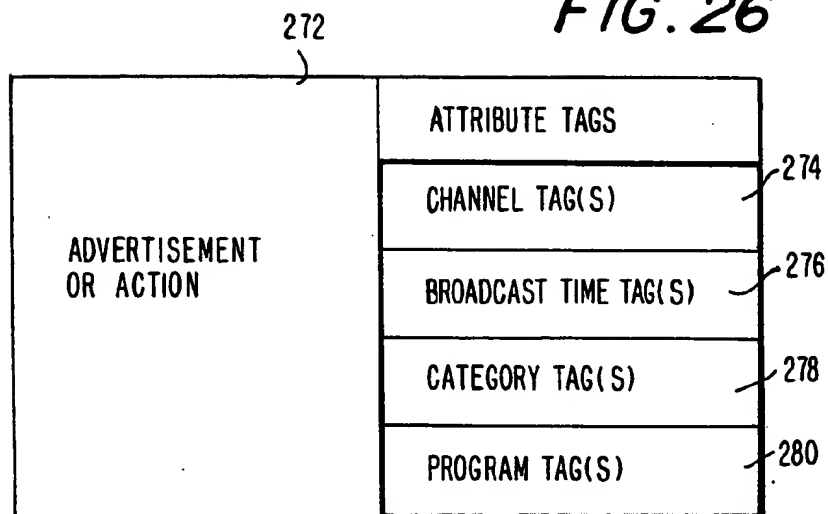 FIG. 26
272
ATTRIBUTE TAGS
274
CHANNEL TAG(S)
276
ADVERTISEMENT
OR ACTION
BROADCAST TIME TAG(S)
278
CATEGORY TAG(S)
280
PROGRAM TAG(S)